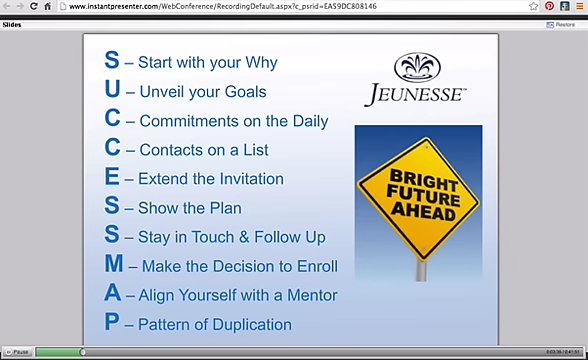 www.instantpresenter.com/WebConference/RecordingDefault.aspx?c_psrid=EA59DC808146
Slides
Restore
S – Start with your Why
U – Unveil your Goals
C – Commitments on the Daily
C – Contacts on a List
E – Extend the Invitation
S – Show the Plan
S – Stay in Touch & Follow Up
M – Make the Decision to Enroll
A – Align Yourself with a Mentor
P – Pattern of Duplication
JEUNESSE™
BRIGHT
FUTURE
AHEAD
Pause